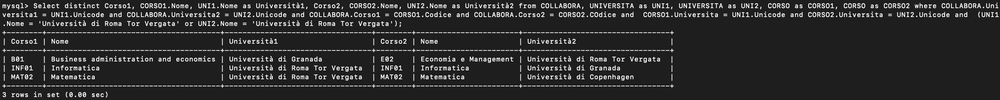 mysql> Select distinct Corso1, CORSO1.Nome, UNI1.Nome as Università1, Corso2, CORSO2.Nome, UNI2.Nome as Università2 from COLLABORA, UNIVERSITA as UNI1, UNIVERSITA as UNI2, CORSO as CORSO1, CORSO as CORSO2 where COLLABORA.Uni
versita1 = UNI1.Unicode and COLLABORA.Universita2 = UNI2.Unicode and COLLABORA.Corso1 = CORSO1.Codice and COLLABORA.Corso2 = CORSO2.COdice and  CORSO1.Universita = UNI1.Unicode and CORSO2.Universita = UNI2.Unicode and  (UNI1
.Nome = 'Università di Roma Tor Vergata' or UNI2.Nome = 'Università di Roma Tor Vergata');
+--------+---------------------------------------+----------------------------------+--------+-----------------------+---------------------------------+
| Corso1 | Nome                                  | Università1                      | Corso2 | Nome                  | Università2                     |
+--------+---------------------------------------+----------------------------------+--------+-----------------------+---------------------------------+
| B01    | Business administration and economics | Università di Granada            | E02    | Economia e Management | Università di Roma Tor Vergata  |
| INF01  | Informatica                           | Università di Roma Tor Vergata   | INF01  | Informatica           | Università di Granada           |
| MAT02  | Matematica                            | Università di Roma Tor Vergata   | MAT02  | Matematica            | Università di Copenhagen        |
+--------+---------------------------------------+----------------------------------+--------+-----------------------+---------------------------------+
3 rows in set (0.00 sec)